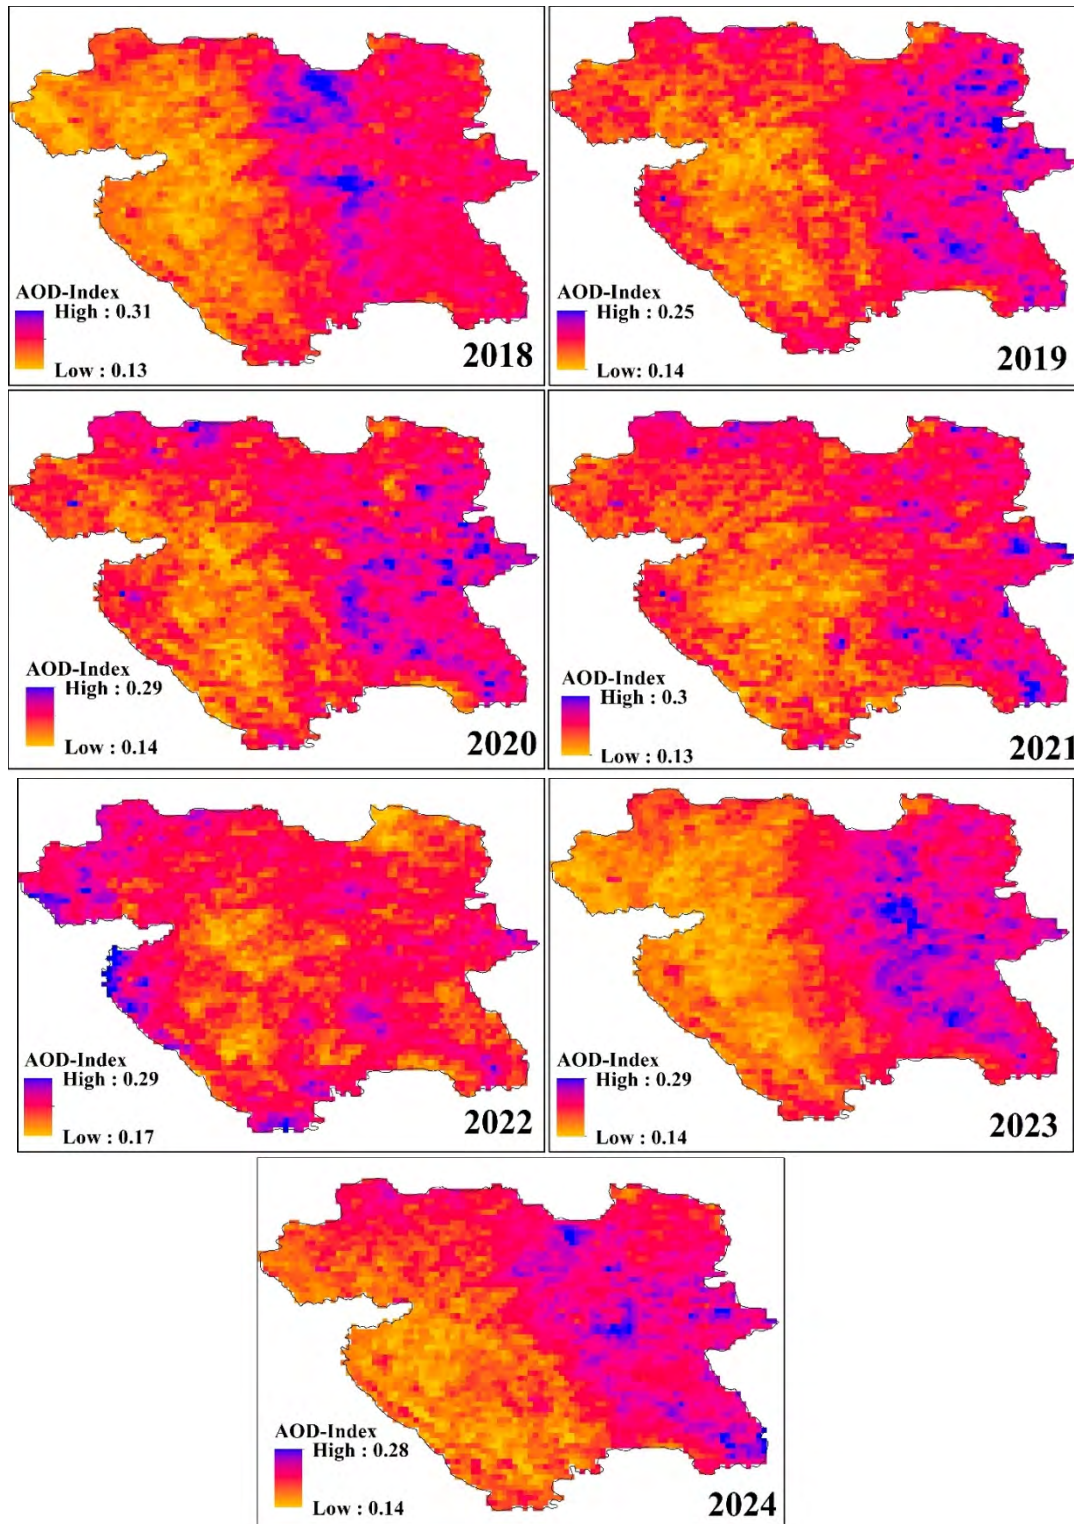 AOD-Index
High : 0.31
Low : 0.13
2018
AOD-Index
High : 0.25
Low: 0.14
2019
AOD-Index
High : 0.29
Low : 0.14
2020
AOD-Index
High : 0.3
Low : 0.13
2021
AOD-Index
High : 0.29
Low : 0.17
2022
AOD-Index
High : 0.29
Low : 0.14
2023
AOD-Index
High : 0.28
Low : 0.14
2024